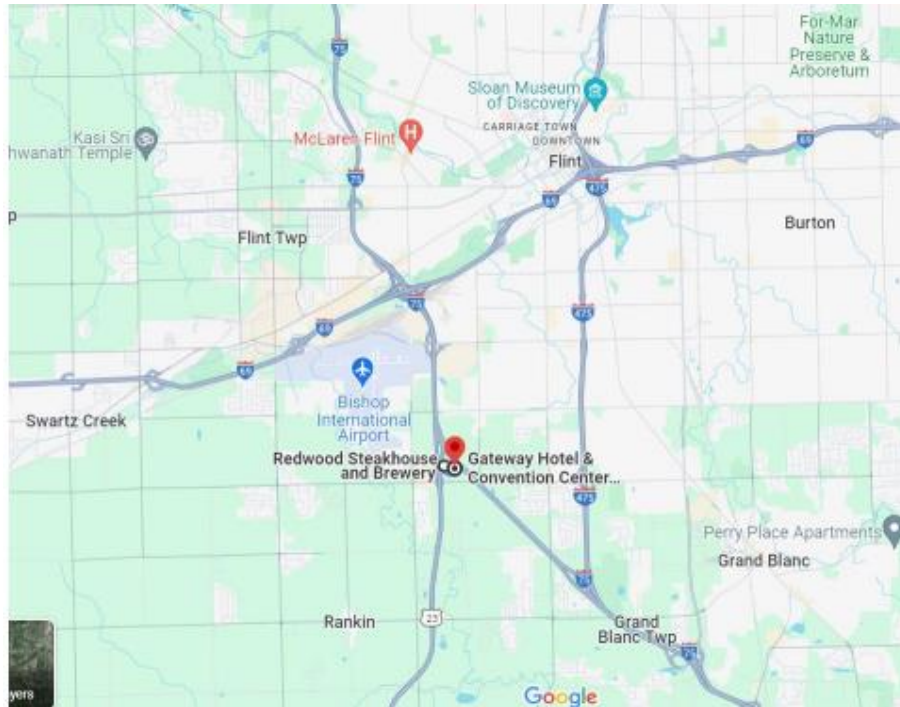 For-Mar
Nature
Preserve &
Arboretum
75
Sloan Museum
of Discovery
CARRIAGE TOWN
DOWNTOWN
Kasi Sri
hwanath Temple
McLaren Flint
H
69
Flint
75
475
69
p
Flint Twp
Burton
75
475
69
69
Bishop
International
Airport
Swartz Creek
Redwood Steakhouse
and Brewery
Gateway Hotel &
Convention Center...
475
Perry Place Apartments
Grand Blanc
75
Rankin
23
Grand
Blanc Twp
75
yers
Google